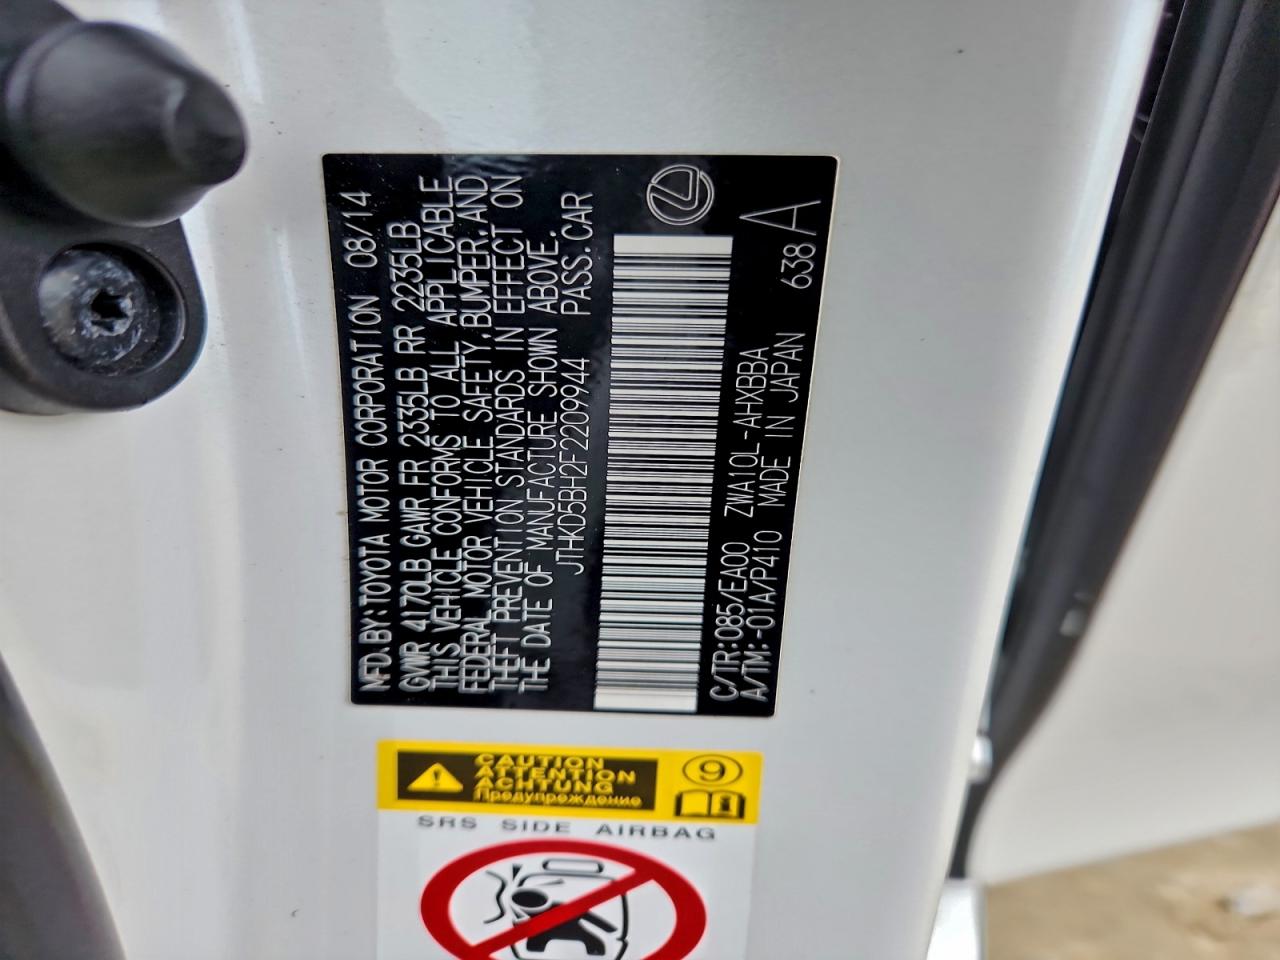 MFD.BY:TOYOTA MOTOR CORPORATION 08/14
GVWR 4170LB GAWR FR 2335LB RR 2235LB
THIS VEHICLE CONFORMS TO ALL APPLICABLE
FEDERAL MOTOR VEHICLE SAFETY,BUMPER,AND
THEFT PREVENTION STANDARDS IN EFFECT ON
THE DATE OF MANUFACTURE SHOWN ABOVE.
JTHKD5BH2F2209944 PASS.CAR
C/TR:085/EA00 ZWA10L-AHXBBA
A/TM:-01A/P410 MADE IN JAPAN 638 A
CAUTION
ATTENTION
ACHTUNG
Предупреждение
9
SRS SIDE AIRBAG